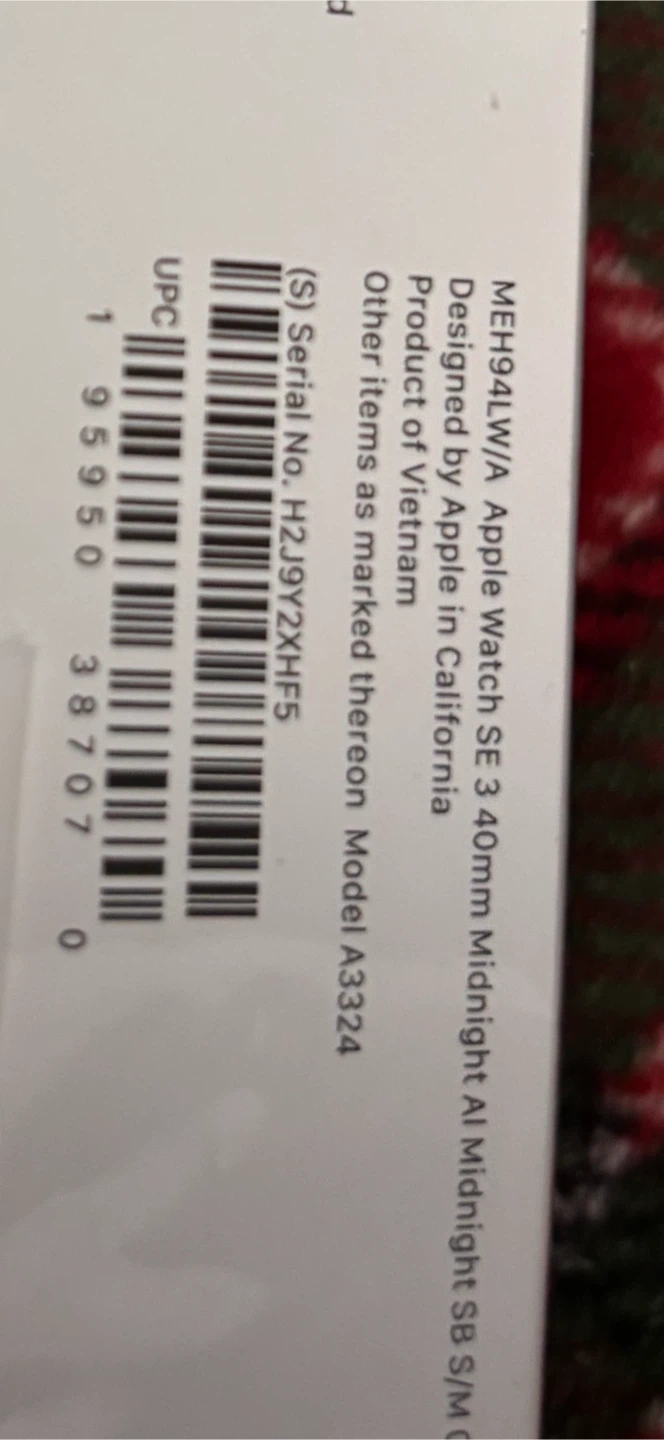 MEH94LW/A Apple Watch SE 3 40mm Midnight Al Midnight SB S/M
Designed by Apple in California
Product of Vietnam
Other items as marked thereon Model A3324
(S) Serial No. H2J9Y2XHF5
UPC
1 95950 38707 0